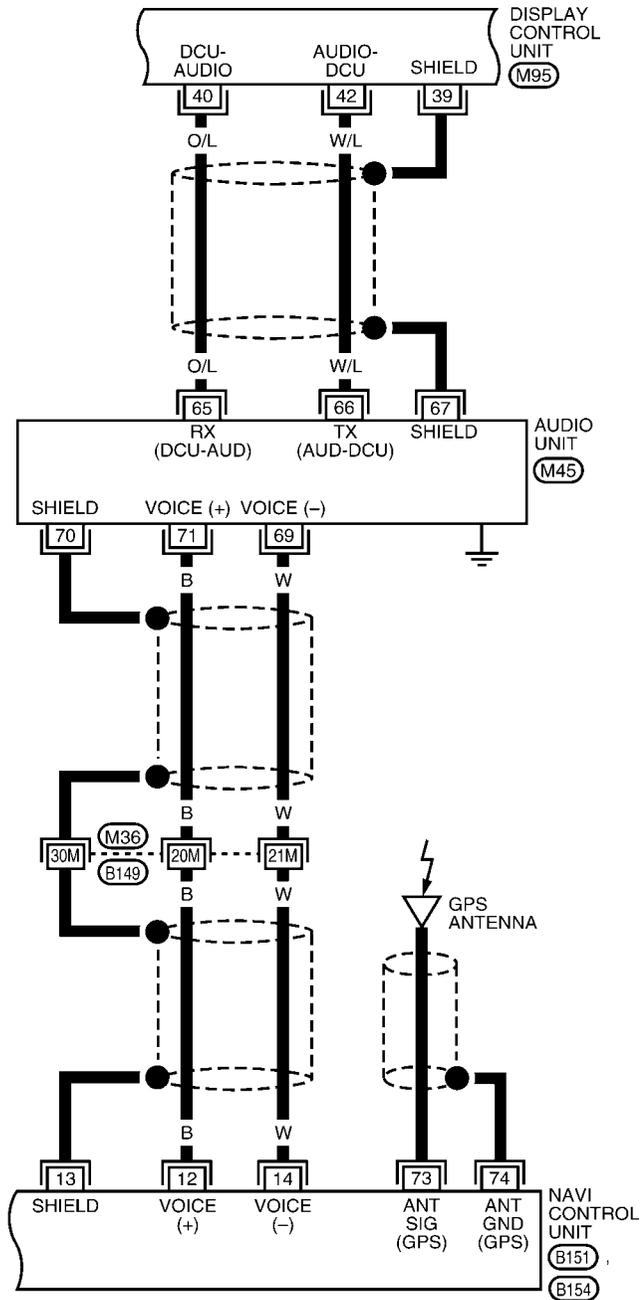 DISPLAY
CONTROL
UNIT
M95
DCU-
AUDIO
AUDIO-
DCU
SHIELD
40
42
39
O/L
W/L
O/L
W/L
65
66
67
RX
(DCU-AUD)
TX
(AUD-DCU)
SHIELD
AUDIO
UNIT
M45
SHIELD
VOICE (+)
VOICE (–)
70
71
69
B
W
B
W
30M
M36
B149
20M
21M
B
W
GPS
ANTENNA
B
W
13
12
14
73
74
SHIELD
VOICE
(+)
VOICE
(–)
ANT
SIG
(GPS)
ANT
GND
(GPS)
NAVI
CONTROL
UNIT
B151 ,
B154